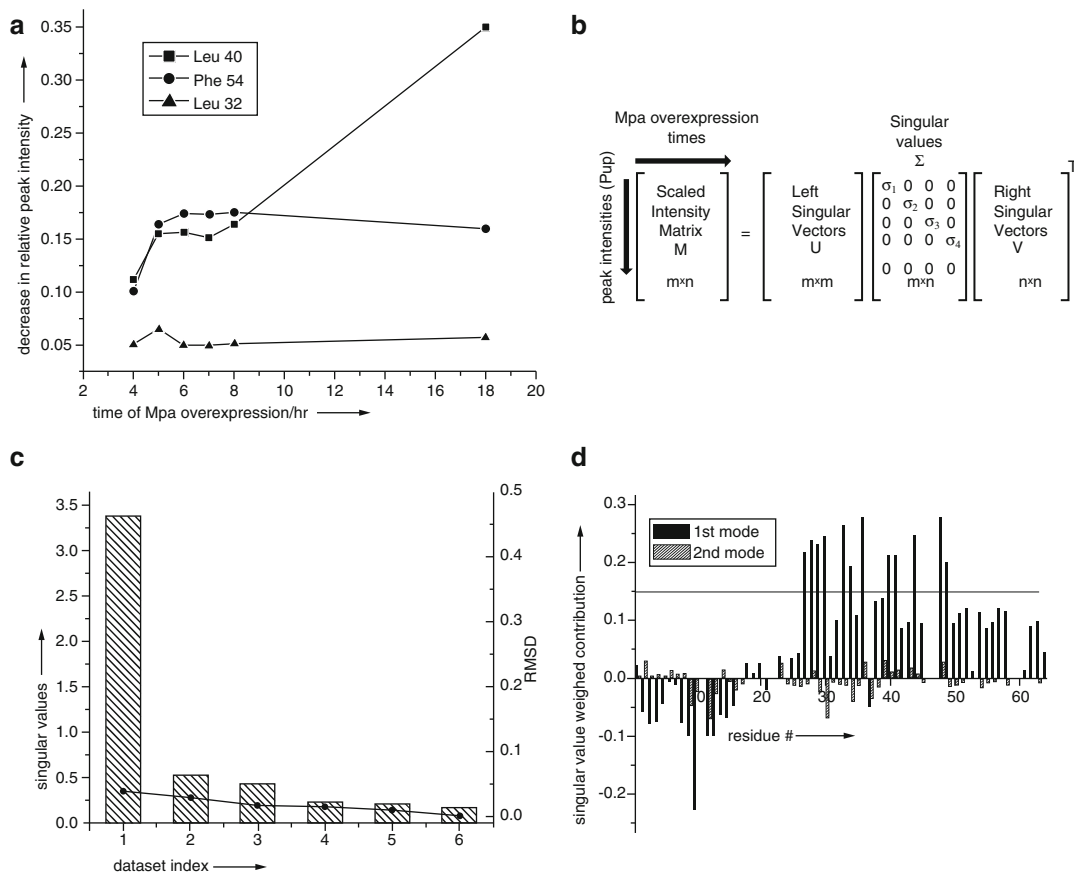 a
decrease in relative peak intensity
0.35
0.30
0.25
0.20
0.15
0.10
0.05
Leu 40
Phe 54
Leu 32
2 4 6 8 10 12 14 16 18 20
time of Mpa overexpression/hr
b
Mpa overexpression
times
peak intensities (Pup)
Scaled
Intensity
Matrix
M
m×n
=
Left
Singular
Vectors
U
m×m
Singular
values
Σ
σ1 0 0 0
0 σ2 0 0
0 0 σ3 0
0 0 0 σ4
0 0 0 0
m×n
Right
Singular
Vectors
V
n×n
T
c
singular values
3.5
3.0
2.5
2.0
1.5
1.0
0.5
0.0
RMSD
0.5
0.4
0.3
0.2
0.1
0.0
1 2 3 4 5 6
dataset index
d
singular value weighed contribution
0.3
0.2
0.1
0.0
-0.1
-0.2
1st mode
2nd mode
20 30 40 50 60
residue #